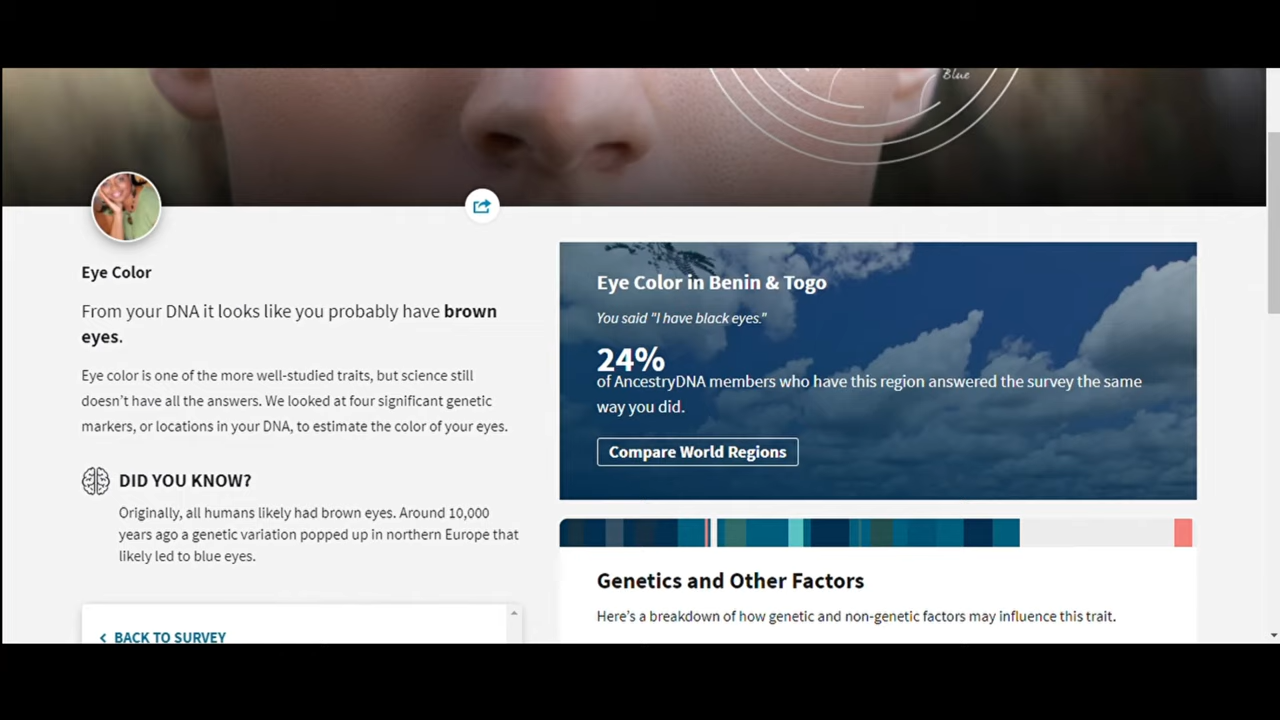 Blue
Eye Color
From your DNA it looks like you probably have brown
eyes.
Eye color is one of the more well-studied traits, but science still
doesn't have all the answers. We looked at four significant genetic
markers, or locations in your DNA, to estimate the color of your eyes.
DID YOU KNOW?
Originally, all humans likely had brown eyes. Around 10,000
years ago a genetic variation popped up in northern Europe that
likely led to blue eyes.
BACK TO SURVEY
Eye Color in Benin & Togo
You said "I have black eyes."
24%
of AncestryDNA members who have this region answered the survey the same
way you did.
Compare World Regions
Genetics and Other Factors
Here's a breakdown of how genetic and non-genetic factors may influence this trait.